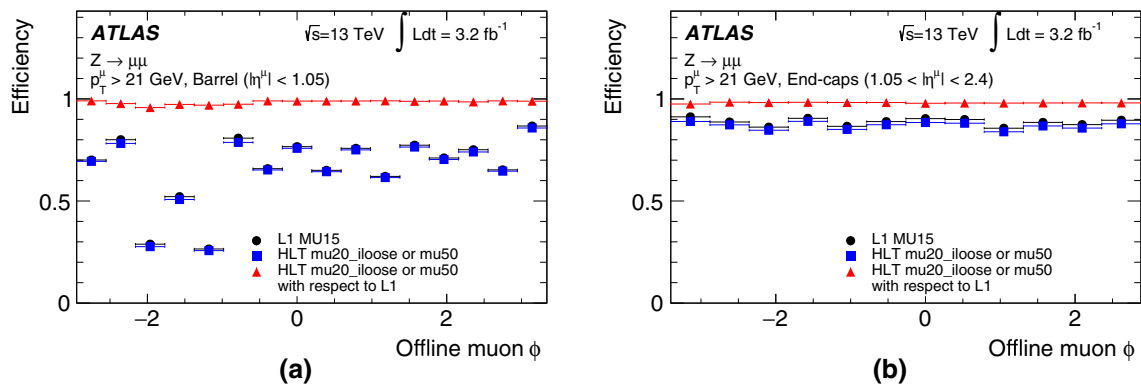 Efficiency
1
0.5
0
ATLAS
√s=13 TeV ∫ Ldt = 3.2 fb⁻¹
Z → μμ
p_T^μ > 21 GeV, Barrel (|η^μ| < 1.05)
L1 MU15
HLT mu20_iloose or mu50
HLT mu20_iloose or mu50
with respect to L1
−2 0 2
Offline muon ϕ
(a)
Efficiency
1
0.5
0
ATLAS
√s=13 TeV ∫ Ldt = 3.2 fb⁻¹
Z → μμ
p_T^μ > 21 GeV, End-caps (1.05 < |η^μ| < 2.4)
L1 MU15
HLT mu20_iloose or mu50
HLT mu20_iloose or mu50
with respect to L1
−2 0 2
Offline muon ϕ
(b)